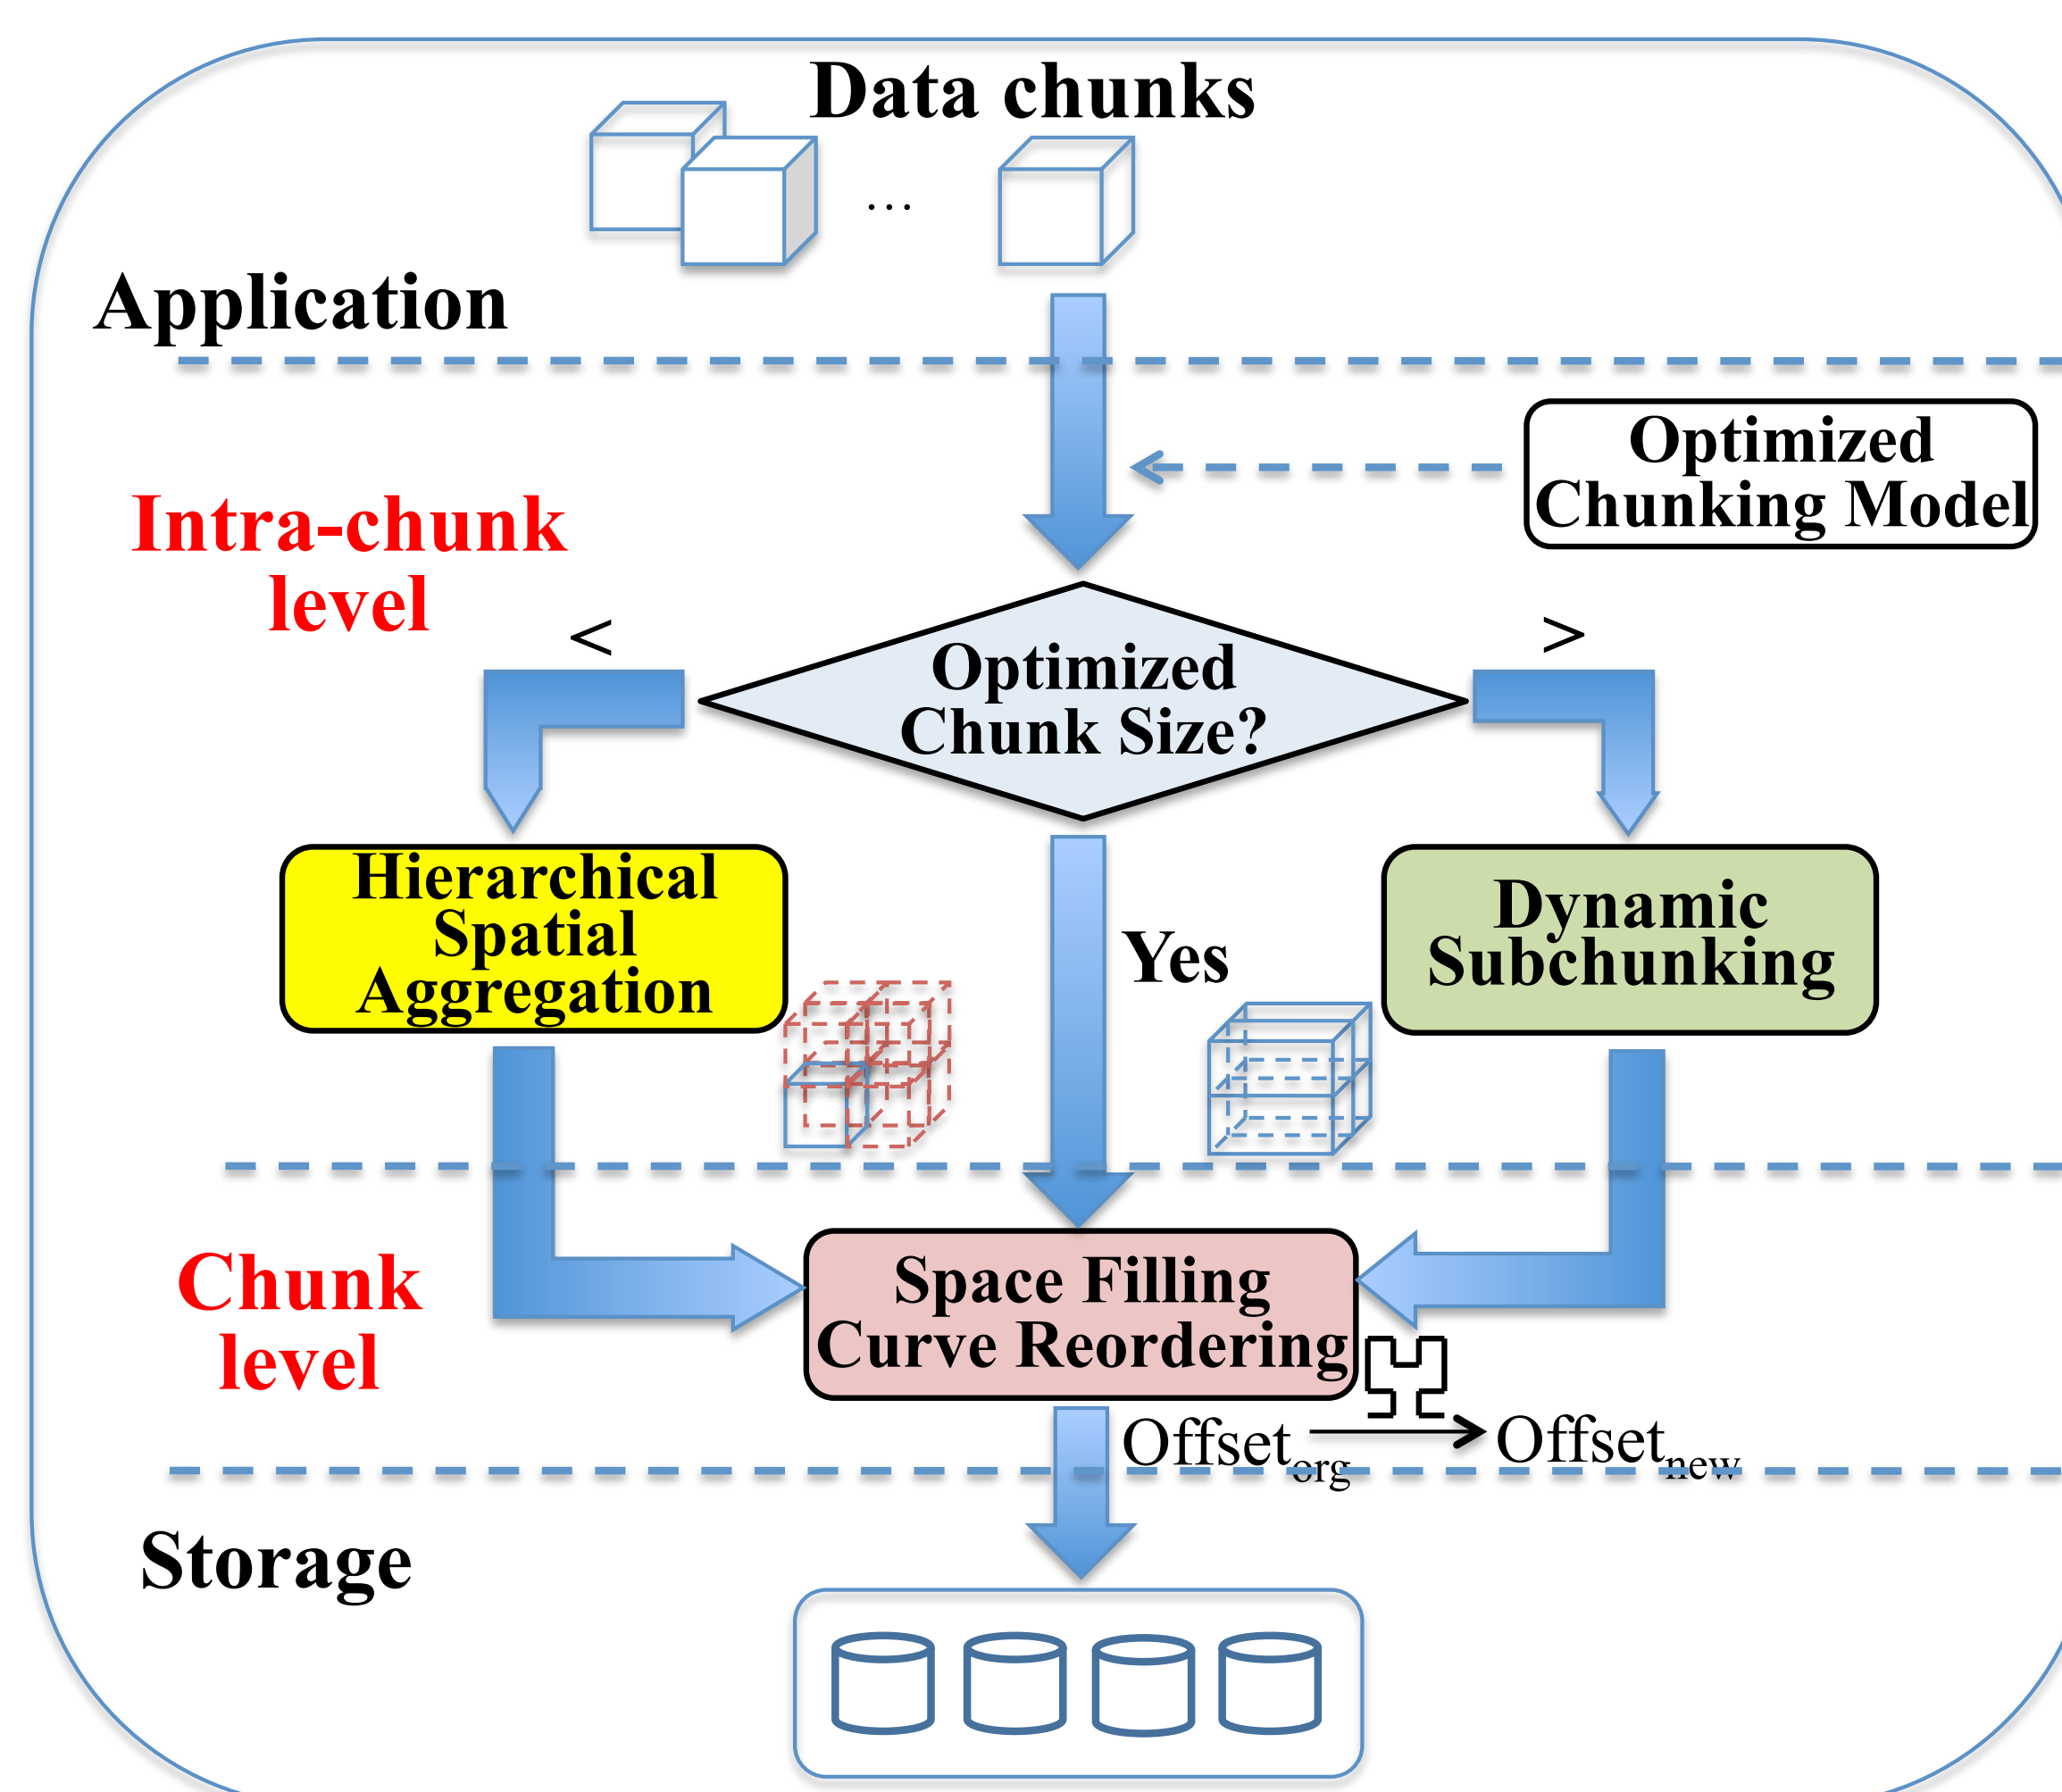 Data chunks
...
Application
Optimized
Chunking Model
Intra-chunk
level
<
>
Optimized
Chunk Size?
Hierarchical
Spatial
Aggregation
Yes
Dynamic
Subchunking
Chunk
level
Space Filling
Curve Reordering
Offsetorg
Offsetnew
Storage